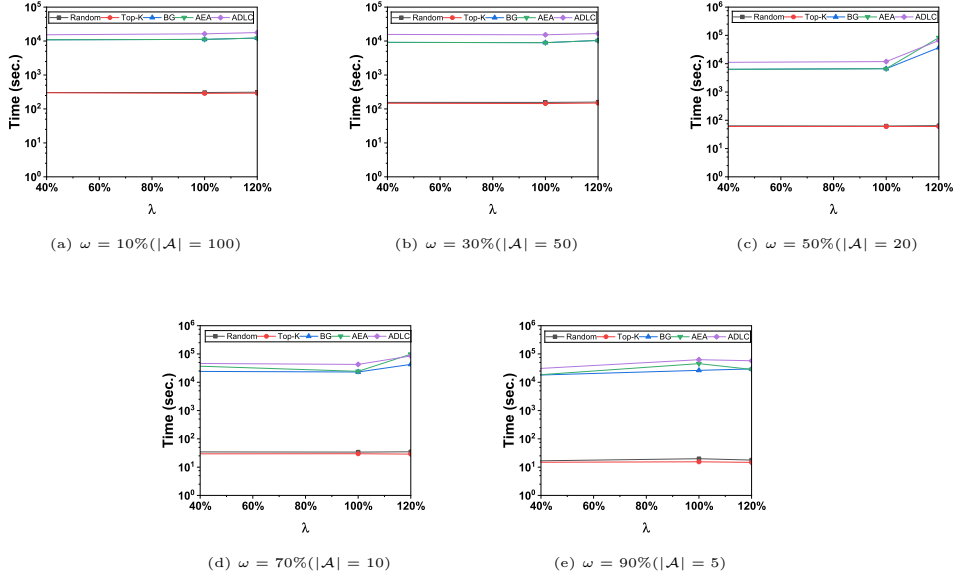 Random Top-K BG AEA ADLC
Time (sec.)
10^5
10^4
10^3
10^2
10^1
10^0
40% 60% 80% 100% 120%
λ
(a) ω = 10%(|𝒜| = 100)
Random Top-K BG AEA ADLC
Time (sec.)
10^5
10^4
10^3
10^2
10^1
10^0
40% 60% 80% 100% 120%
λ
(b) ω = 30%(|𝒜| = 50)
Random Top-K BG AEA ADLC
Time (sec.)
10^6
10^5
10^4
10^3
10^2
10^1
10^0
40% 60% 80% 100% 120%
λ
(c) ω = 50%(|𝒜| = 20)
Random Top-K BG AEA ADLC
Time (sec.)
10^6
10^5
10^4
10^3
10^2
10^1
10^0
40% 60% 80% 100% 120%
λ
(d) ω = 70%(|𝒜| = 10)
Random Top-K BG AEA ADLC
Time (sec.)
10^6
10^5
10^4
10^3
10^2
10^1
10^0
40% 60% 80% 100% 120%
λ
(e) ω = 90%(|𝒜| = 5)